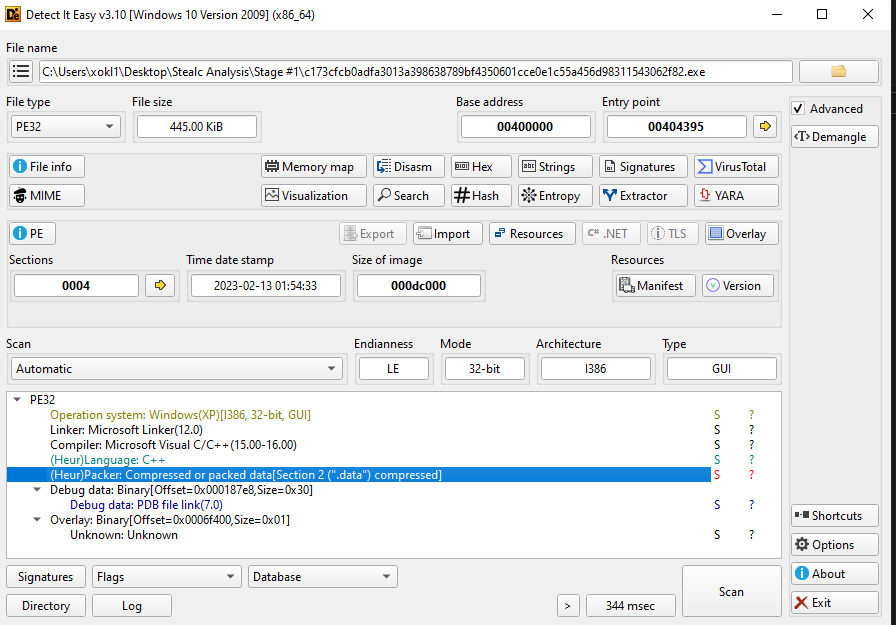 Detect It Easy v3.10 [Windows 10 Version 2009] (x86_64)
File name
C:\Users\xokl1\Desktop\Stealc Analysis\Stage #1\c173cfcb0adfa3013a398638789bf4350601cce0e1c55a456d98311543062f82.exe
File type File size Base address Entry point
PE32 445.00 KiB 00400000 00404395
Advanced
Demangle
File info Memory map Disasm Hex Strings Signatures VirusTotal
MIME Visualization Search Hash Entropy Extractor YARA
PE Export Import Resources .NET TLS Overlay
Sections Time date stamp Size of image Resources
0004 2023-02-13 01:54:33 000dc000 Manifest Version
Scan Endianness Mode Architecture Type
Automatic LE 32-bit I386 GUI
PE32
Operation system: Windows(XP)[I386, 32-bit, GUI] S ?
Linker: Microsoft Linker(12.0) S ?
Compiler: Microsoft Visual C/C++(15.00-16.00) S ?
(Heur)Language: C++ S ?
(Heur)Packer: Compressed or packed data[Section 2 (".data") compressed] S ?
Debug data: Binary[Offset=0x000187e8,Size=0x30]
Debug data: PDB file link(7.0) S ?
Overlay: Binary[Offset=0x0006f400,Size=0x01]
Unknown: Unknown S ?
Shortcuts
Options
About
Exit
Signatures Flags Database
Directory Log > 344 msec Scan